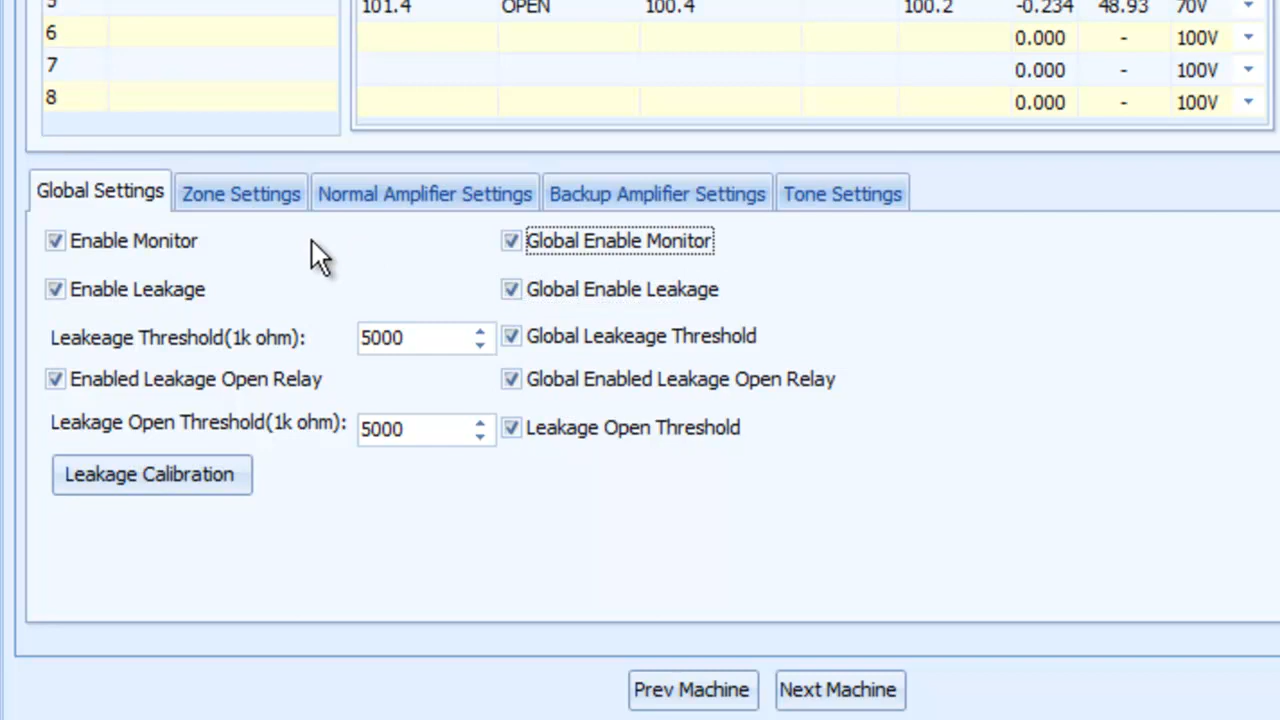 5 101.4 OPEN 100.4 100.2 -0.234 48.93 70V
6 0.000 - 100V
7 0.000 - 100V
8 0.000 - 100V
Global Settings Zone Settings Normal Amplifier Settings Backup Amplifier Settings Tone Settings
Enable Monitor Global Enable Monitor
Enable Leakage Global Enable Leakage
Leakeage Threshold(1k ohm): 5000 Global Leakeage Threshold
Enabled Leakage Open Relay Global Enabled Leakage Open Relay
Leakage Open Threshold(1k ohm): 5000 Leakage Open Threshold
Leakage Calibration
Prev Machine Next Machine